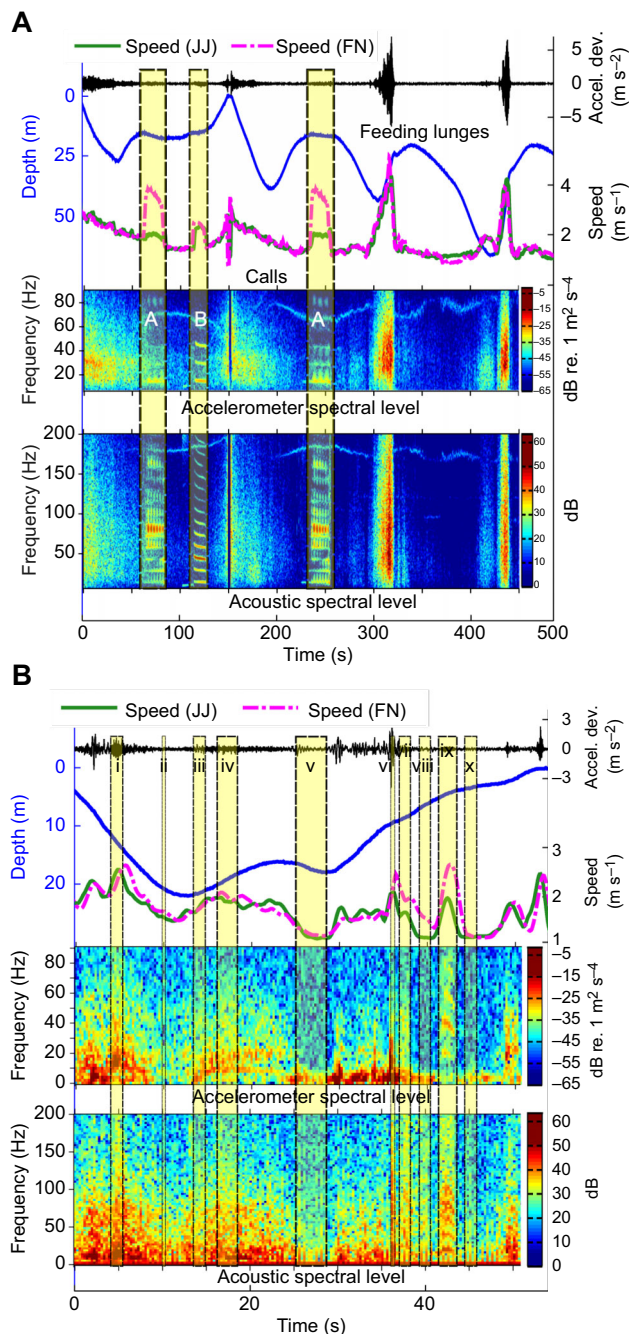 A
Speed (JJ) Speed (FN)
5
0
–5
Accel. dev.
(m s–2)
0
25
50
Depth (m)
Feeding lunges
4
2
Speed
(m s–1)
Calls
A B A
80
60
40
20
Frequency (Hz)
–5
–15
–25
–35
–45
–55
–65
dB re. 1 m2 s–4
Accelerometer spectral level
200
150
100
50
Frequency (Hz)
60
50
40
30
20
10
0
dB
Acoustic spectral level
0 100 200 300 400 500
Time (s)
B
Speed (JJ) Speed (FN)
3
0
–3
Accel. dev.
(m s–2)
i ii iii iv v vi viii ix x
0
10
20
Depth (m)
3
2
1
Speed
(m s–1)
80
60
40
20
0
Frequency (Hz)
–5
–15
–25
–35
–45
–55
–65
dB re. 1 m2 s–4
Accelerometer spectral level
200
150
100
50
0
Frequency (Hz)
60
50
40
30
20
10
0
dB
Acoustic spectral level
0 20 40
Time (s)